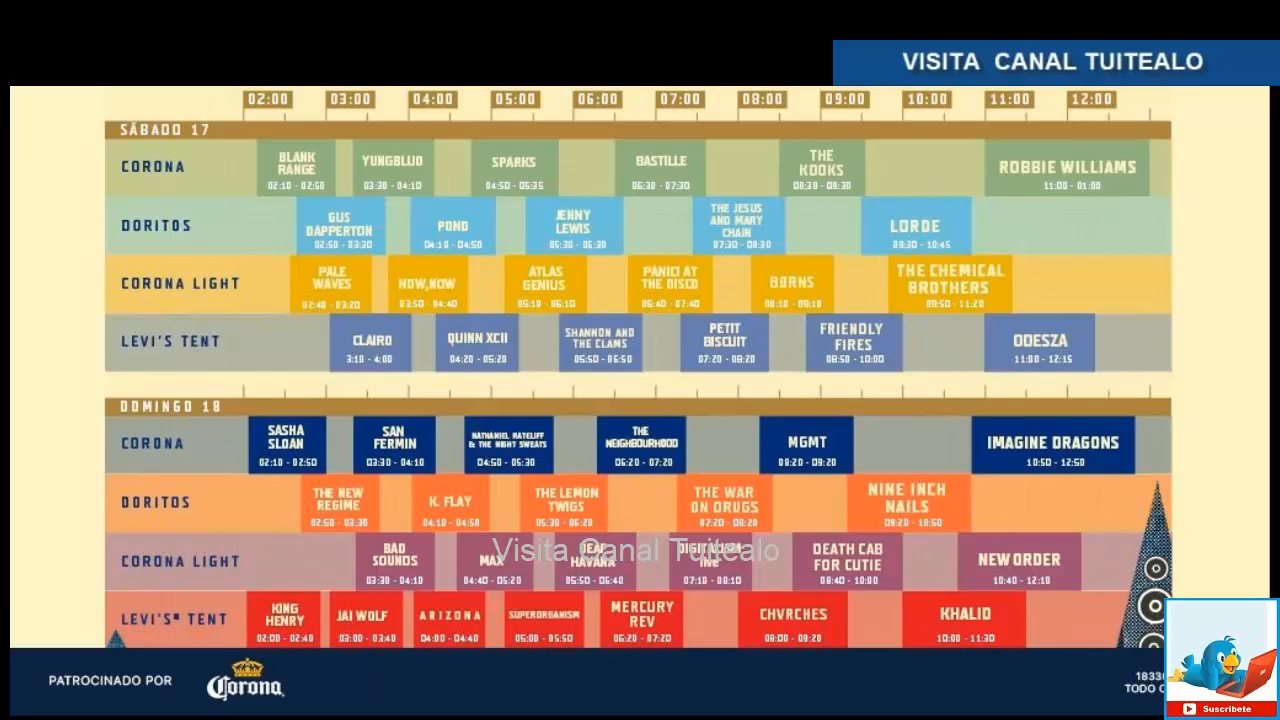 VISITA CANAL TUITEALO
02:00 03:00 04:00 05:00 06:00 07:00 08:00 09:00 10:00 11:00 12:00
SÁBADO 17
CORONA
BLANK
RANGE
02:10 - 02:50
YUNGBLUD
03:30 - 04:10
SPARKS
04:50 - 05:35
BASTILLE
06:30 - 07:30
THE
KOOKS
08:30 - 09:30
ROBBIE WILLIAMS
11:00 - 01:00
DORITOS
GUS
DAPPERTON
02:50 - 03:30
POND
04:10 - 04:50
JENNY
LEWIS
05:30 - 06:30
THE JESUS
AND MARY
CHAIN
07:30 - 08:30
LORDE
09:30 - 10:45
CORONA LIGHT
PALE
WAVES
02:40 - 03:20
NOW,NOW
03:50 - 04:40
ATLAS
GENIUS
05:10 - 06:10
PANIC! AT
THE DISCO
06:40 - 07:40
BØRNS
08:10 - 09:10
THE CHEMICAL
BROTHERS
09:50 - 11:20
LEVI'S TENT
CLAIRO
3:10 - 4:00
QUINN XCII
04:20 - 05:20
SHANNON AND
THE CLAMS
05:50 - 06:50
PETIT
BISCUIT
07:20 - 08:20
FRIENDLY
FIRES
08:50 - 10:00
ODESZA
11:00 - 12:15
DOMINGO 18
CORONA
SASHA
SLOAN
02:10 - 02:50
SAN
FERMIN
03:30 - 04:10
NATHANIEL RATELIFF
& THE NIGHT SWEATS
04:50 - 05:30
THE
NEIGHBOURHOOD
06:20 - 07:20
MGMT
08:20 - 09:20
IMAGINE DRAGONS
10:50 - 12:50
DORITOS
THE NEW
REGIME
02:50 - 03:30
K. FLAY
04:10 - 04:50
THE LEMON
TWIGS
05:30 - 06:20
THE WAR
ON DRUGS
07:20 - 08:20
NINE INCH
NAILS
09:20 - 10:50
CORONA LIGHT
BAD
SOUNDS
03:30 - 04:10
MAX
04:40 - 05:20
DEAF
HAVANA
05:50 - 06:40
07:10 - 08:10
DEATH CAB
FOR CUTIE
08:40 - 10:00
NEW ORDER
10:40 - 12:10
Visita Canal Tuitealo
LEVI'S® TENT
KING
HENRY
02:00 - 02:40
JAI WOLF
03:00 - 03:40
ARIZONA
04:00 - 04:40
SUPERORGANISM
05:00 - 05:50
MERCURY
REV
06:20 - 07:20
CHVRCHES
08:00 - 09:20
KHALID
10:00 - 11:30
PATROCINADO POR
Corona
1833
TODO
Suscribete